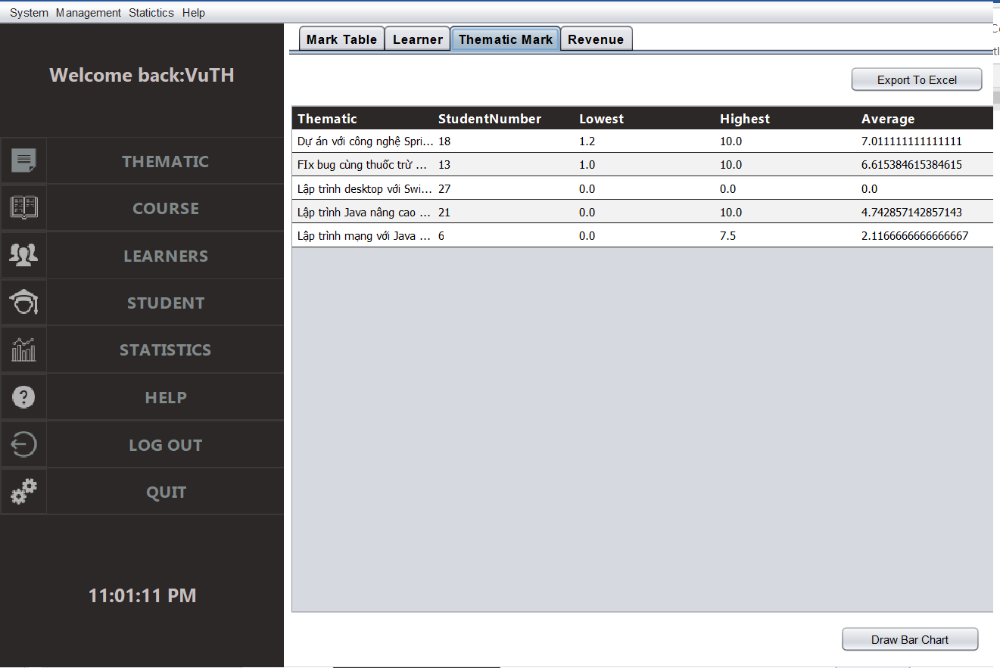 System Management Statictics Help
Welcome back:VuTH
THEMATIC
COURSE
LEARNERS
STUDENT
STATISTICS
HELP
LOG OUT
QUIT
11:01:11 PM
Mark Table Learner Thematic Mark Revenue
Export To Excel
Thematic StudentNumber Lowest Highest Average
Dự án với công nghệ Spri... 18 1.2 10.0 7.011111111111111
FIx bug cùng thuốc trừ ... 13 1.0 10.0 6.615384615384615
Lập trình desktop với Swi... 27 0.0 0.0 0.0
Lập trình Java nâng cao ... 21 0.0 10.0 4.742857142857143
Lập trình mạng với Java ... 6 0.0 7.5 2.1166666666666667
Draw Bar Chart